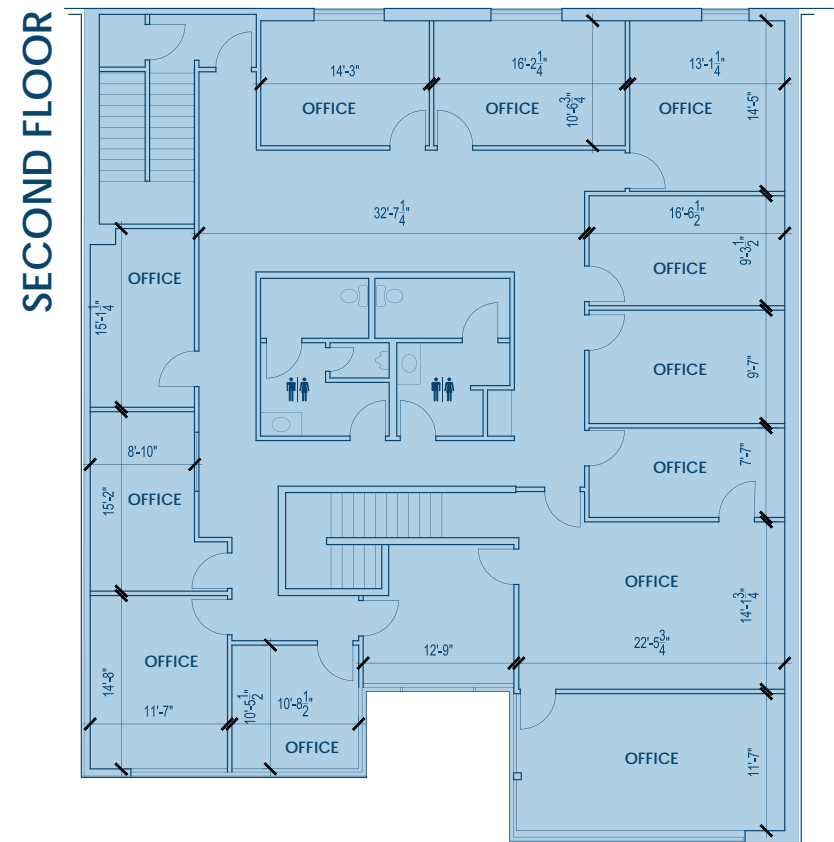 SECOND FLOOR
14'-3"
OFFICE
16'-2 1/4"
OFFICE
10'-6 3/4"
13'-1 1/4"
OFFICE
14'-5"
32'-7 1/4"
16'-6 1/2"
OFFICE
9'-3 1/2"
OFFICE
15'-1 1/4"
OFFICE
9'-7"
8'-10"
OFFICE
15'-2"
OFFICE
7'-7"
OFFICE
14'-1 3/4"
22'-5 3/4"
12'-9"
OFFICE
14'-8"
11'-7"
10'-5 1/2"
10'-8 1/2"
OFFICE
OFFICE
11'-7"